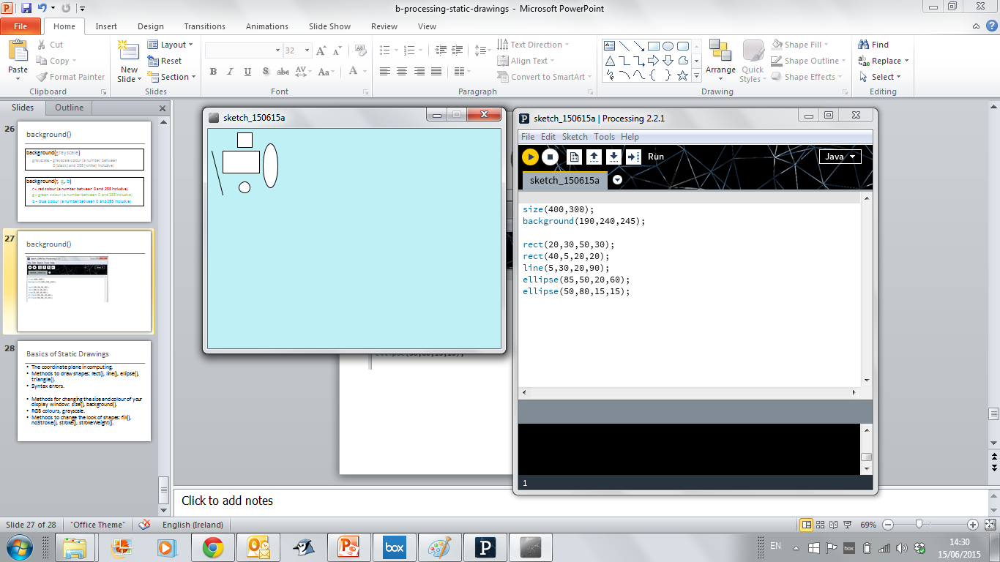 b-processing-static-drawings - Microsoft PowerPoint
File Home Insert Design Transitions Animations Slide Show Review View
Paste
Cut
Copy
Format Painter
Clipboard
New Slide
Layout
Reset
Section
Slides
32
B I U S abc AV Aa A
Font
Text Direction
Align Text
Convert to SmartArt
Paragraph
Arrange
Quick Styles
Shape Fill
Shape Outline
Shape Effects
Drawing
Find
Replace
Select
Editing
Slides Outline
26
background()
background(grayscale)
grayscale – grayscale colour (a number between
0 [black] and 255 [white] inclusive)
background(r, g, b)
r – red colour (a number between 0 and 255 inclusive)
g – green colour (a number between 0 and 255 inclusive)
b – blue colour (a number between 0 and 255 inclusive)
27
background()
28
Basics of Static Drawings
• The coordinate plane in computing.
• Methods to draw shapes: rect(), line(), ellipse(),
triangle().
• Syntax errors.
• Methods for changing the size and colour of your
display window: size(), background().
• RGB colours, grayscale.
• Methods to change the look of shapes: fill(),
noStroke(), stroke(), strokeWeight().
sketch_150615a
sketch_150615a | Processing 2.2.1
File Edit Sketch Tools Help
Run
Java
sketch_150615a
size(400,300);
background(190,240,245);
rect(20,30,50,30);
rect(40,5,20,20);
line(5,30,20,90);
ellipse(85,50,20,60);
ellipse(50,80,15,15);
1
Click to add notes
Slide 27 of 28 "Office Theme" English (Ireland) 69%
box
P
EN
box
14:30
15/06/2015